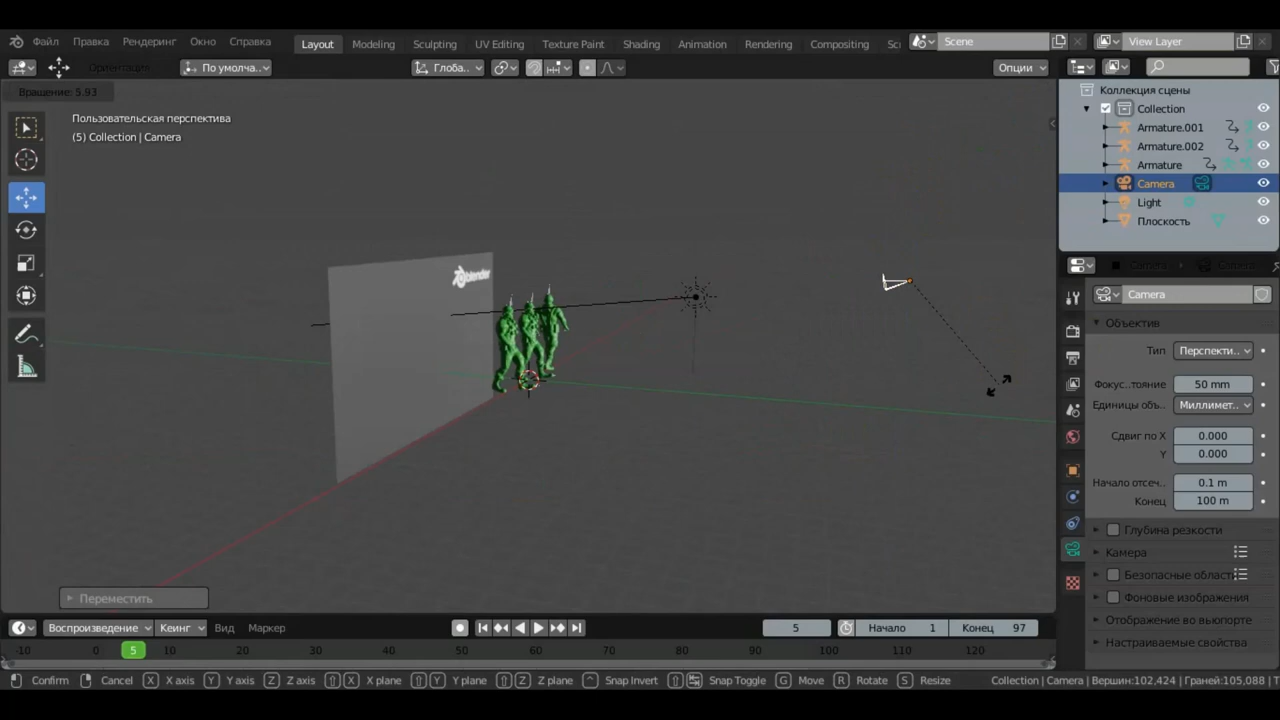 Файл Правка Рендеринг Окно Справка Layout Modeling Sculpting UV Editing Texture Paint Shading Animation Rendering Compositing Sc Scene View Layer
Ориентация По умолча.. Глоба.. Опции
Вращение: 5.93
Пользовательская перспектива
(5) Collection | Camera
blender
Переместить
Коллекция сцены
Collection
Armature.001
Armature.002
Armature
Camera
Light
Плоскость
Camera Camera
Camera
Объектив
Тип Перспекти..
Фокус..тояние 50 mm
Единицы объ.. Миллимет..
Сдвиг по X 0.000
Y 0.000
Начало отсеч.. 0.1 m
Конец 100 m
Глубина резкости
Камера
Безопасные област
Фоновые изображения
Отображение во вьюпорте
Настраиваемые свойства
Воспроизведение Кеинг Вид Маркер 5 Начало 1 Конец 97
-10 0 5 10 20 30 40 50 60 70 80 90 100 110 120
Confirm Cancel X X axis Y Y axis Z Z axis X X plane Y Y plane Z Z plane Snap Invert Snap Toggle G Move R Rotate S Resize Collection | Camera | Вершин:102,424 | Граней:105,088 |